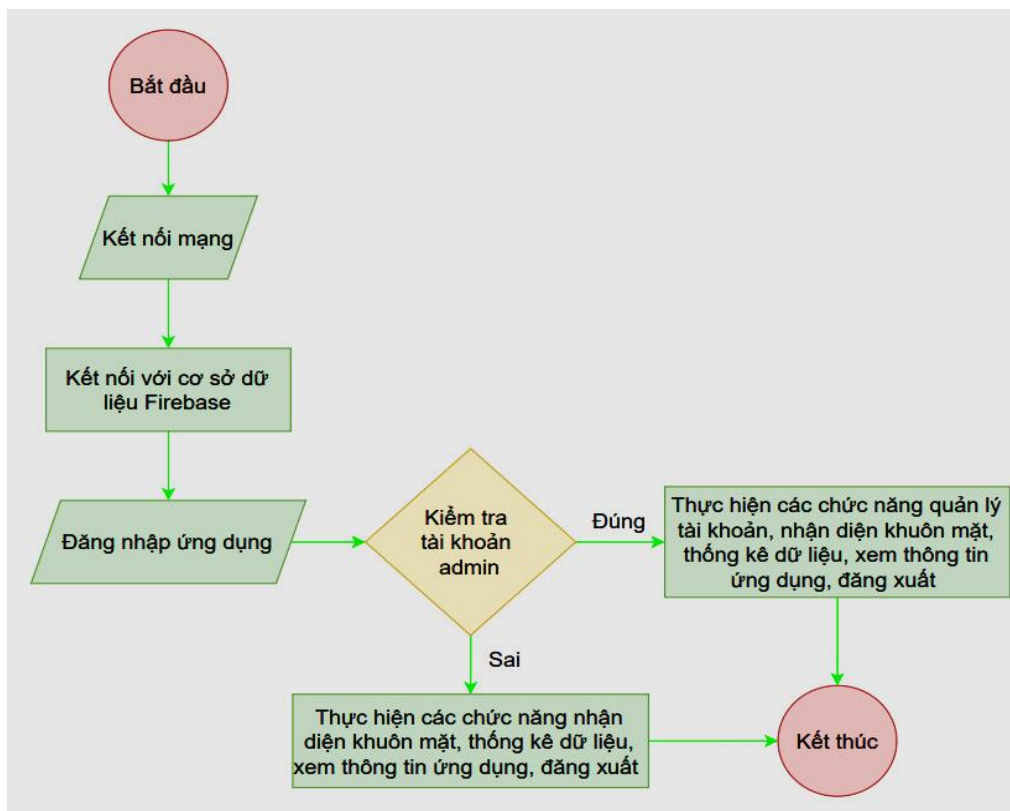 Bắt đầu
Kết nối mạng
Kết nối với cơ sở dữ
liệu Firebase
Đăng nhập ứng dụng
Kiểm tra
tài khoản
admin
Đúng
Thực hiện các chức năng quản lý
tài khoản, nhận diện khuôn mặt,
thống kê dữ liệu, xem thông tin
ứng dụng, đăng xuất
Sai
Thực hiện các chức năng nhận
diện khuôn mặt, thống kê dữ liệu,
xem thông tin ứng dụng, đăng xuất
Kết thúc